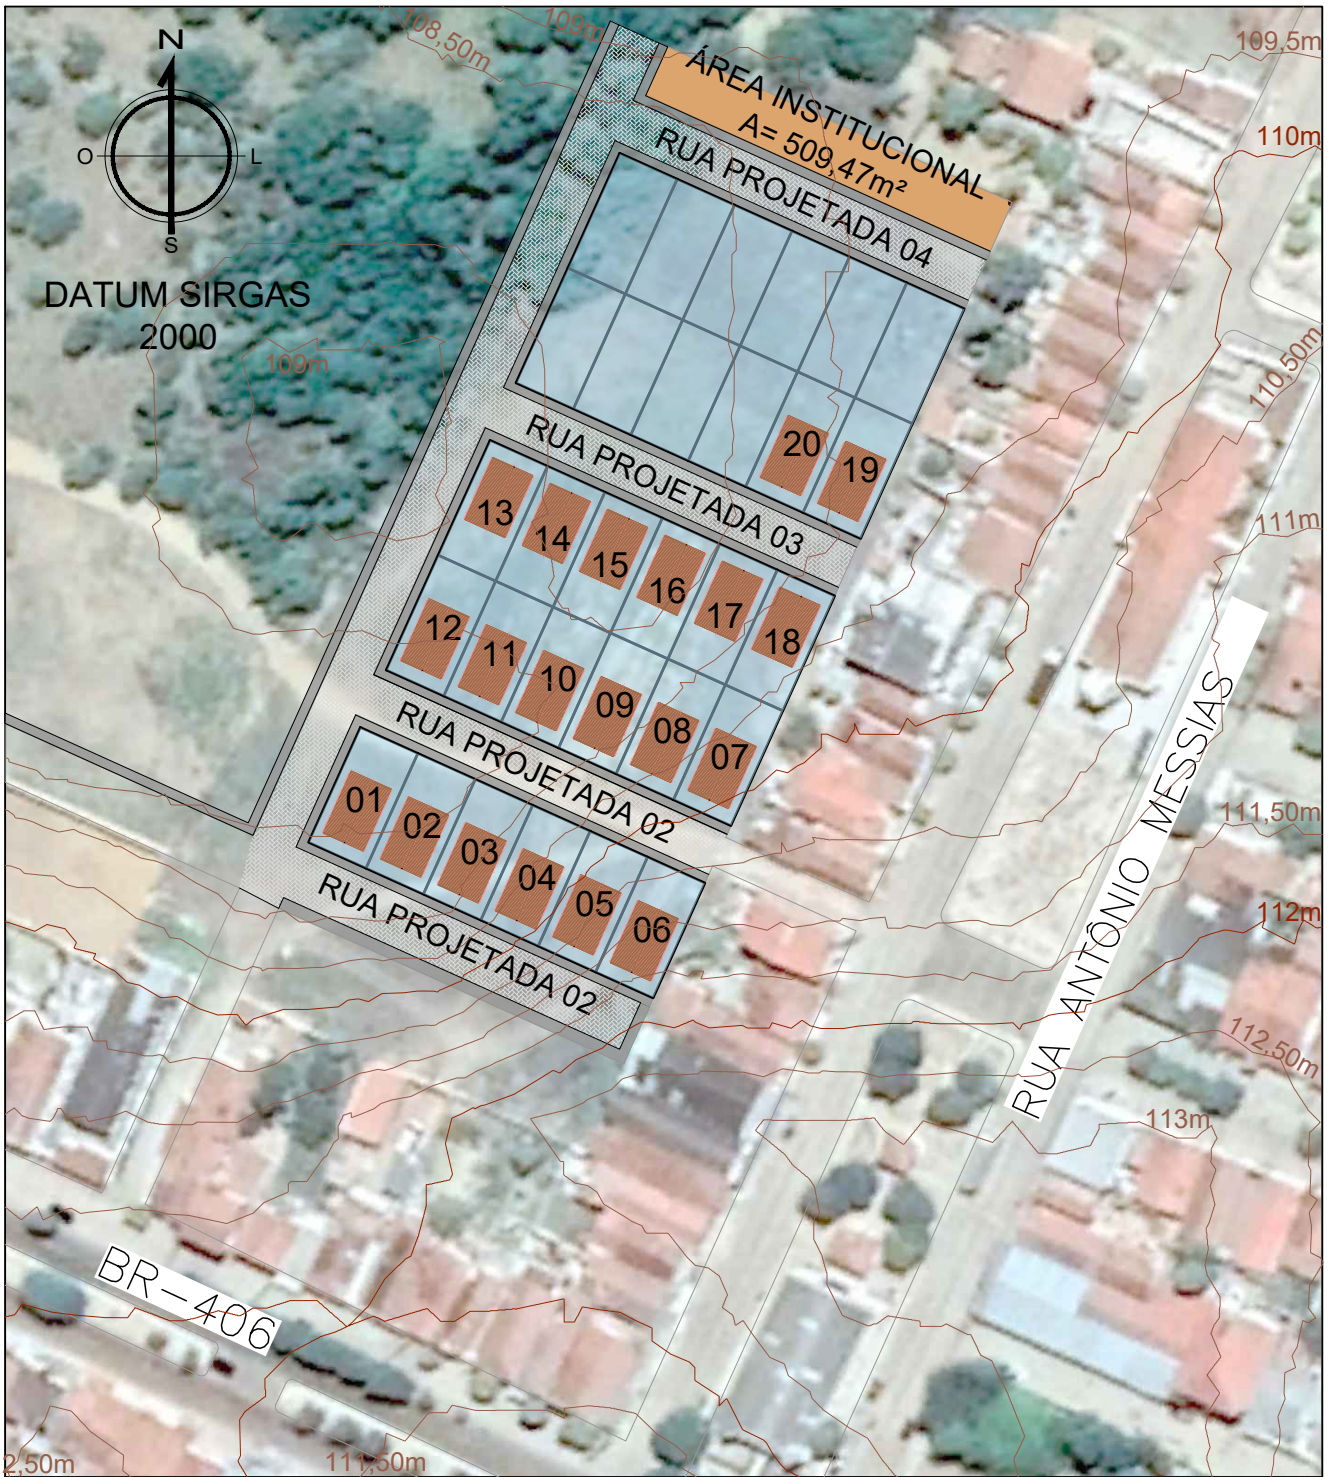 108,50m
109m
109,5m
N
ÁREA INSTITUCIONAL
A= 509,47m²
110m
O
L
S
RUA PROJETADA 04
DATUM SIRGAS
2000
109m
110,50m
20
19
RUA PROJETADA 03
13
14
15
16
17
18
111m
12
11
10
09
08
07
RUA PROJETADA 02
01
02
03
04
05
06
RUA PROJETADA 02
RUA ANTÔNIO MESSIAS
111,50m
112m
112,50m
113m
BR-406
2,50m
111,50m